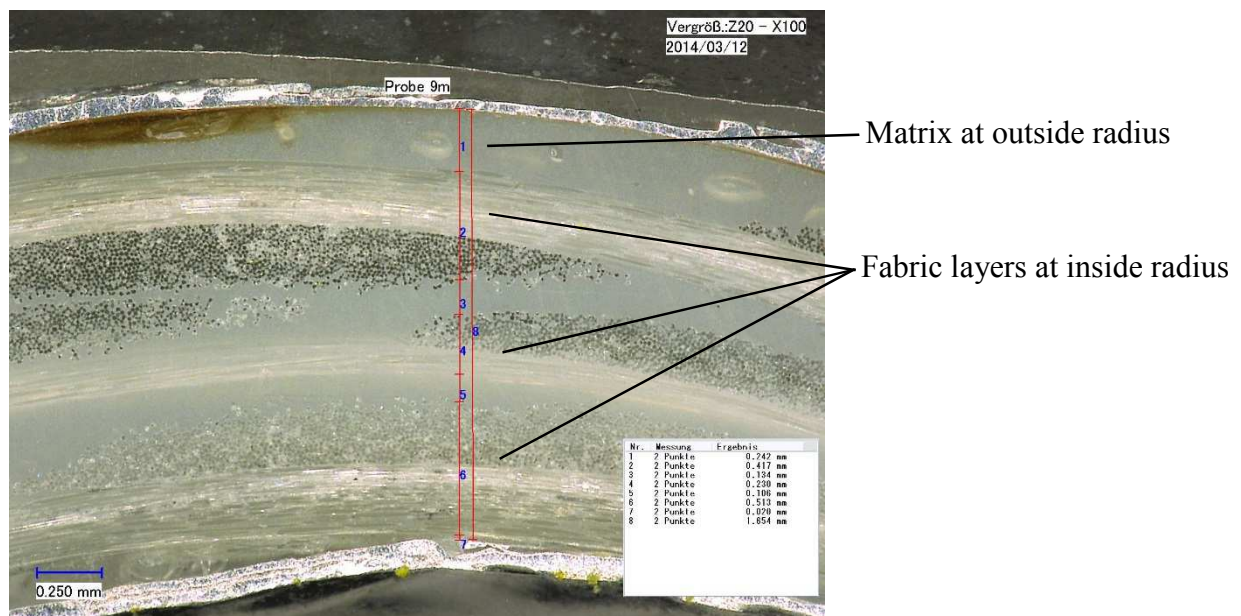 Vergröß.:Z20 - X100
2014/03/12
Probe 9m
Matrix at outside radius
Fabric layers at inside radius
1
2
3
8
4
5
6
7
Nr. Messung Ergebnis
1 2 Punkte 0.242 mm
2 2 Punkte 0.417 mm
3 2 Punkte 0.134 mm
4 2 Punkte 0.230 mm
5 2 Punkte 0.106 mm
6 2 Punkte 0.513 mm
7 2 Punkte 0.020 mm
8 2 Punkte 1.654 mm
0.250 mm